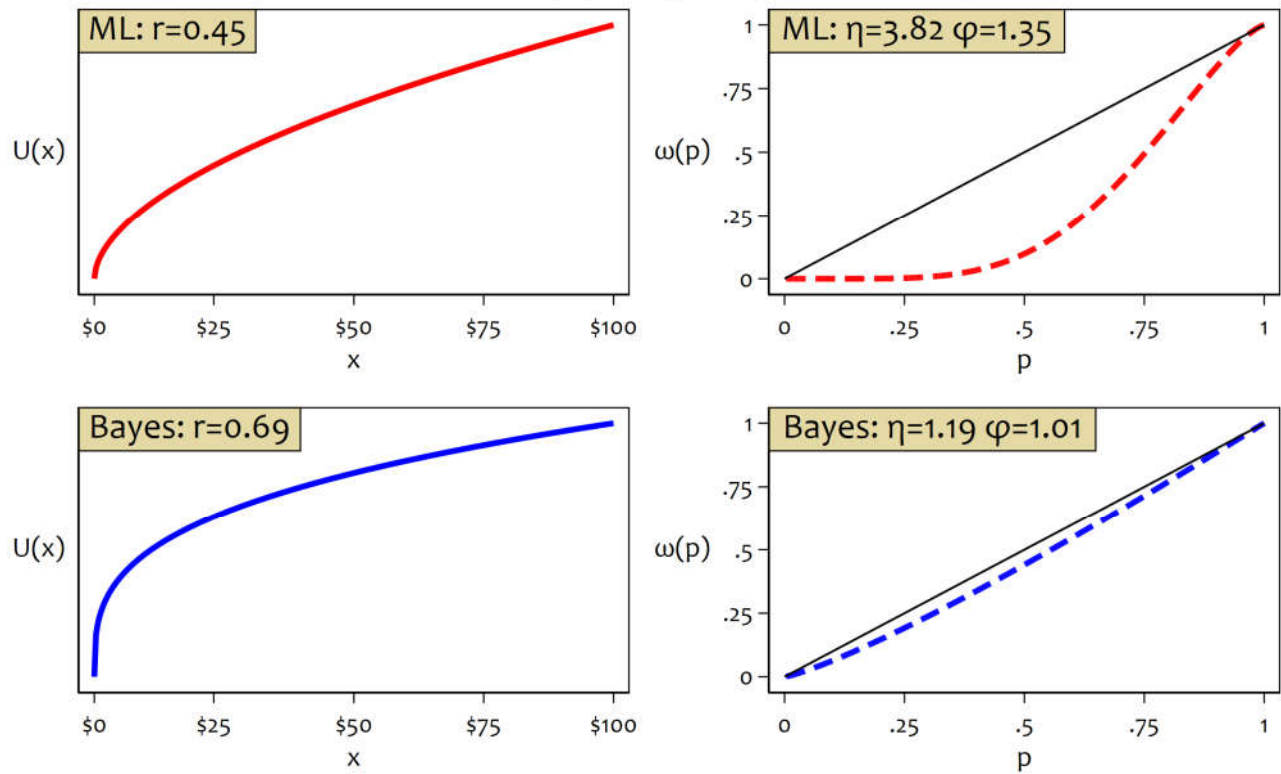 ML: r=0.45
U(x)
$0 $25 $50 $75 $100
x
ML: η=3.82 φ=1.35
ω(p)
1
.75
.5
.25
0
0 .25 .5 .75 1
p
Bayes: r=0.69
U(x)
$0 $25 $50 $75 $100
x
Bayes: η=1.19 φ=1.01
ω(p)
1
.75
.5
.25
0
0 .25 .5 .75 1
p